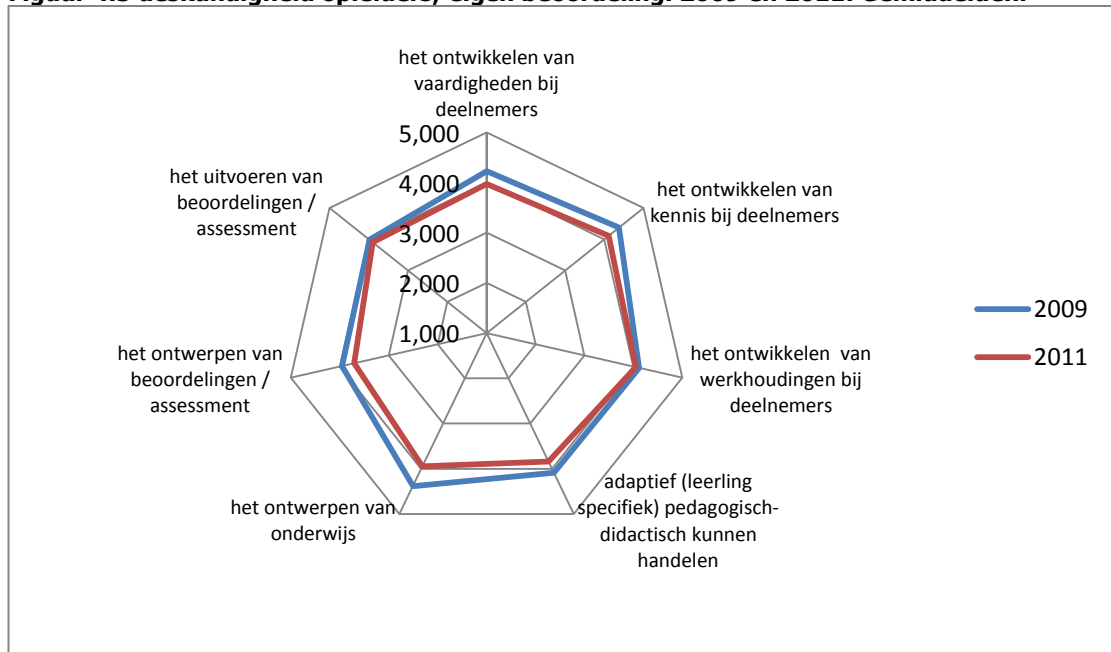 het ontwikkelen van
vaardigheden bij
deelnemers
5,000
4,000
3,000
2,000
1,000
het ontwikkelen van
kennis bij deelnemers
het ontwikkelen van
werkhoudingen bij
deelnemers
adaptief (leerling
specifiek) pedagogisch-
didactisch kunnen
handelen
het ontwerpen van
onderwijs
het ontwerpen van
beoordelingen /
assessment
het uitvoeren van
beoordelingen /
assessment
2009
2011